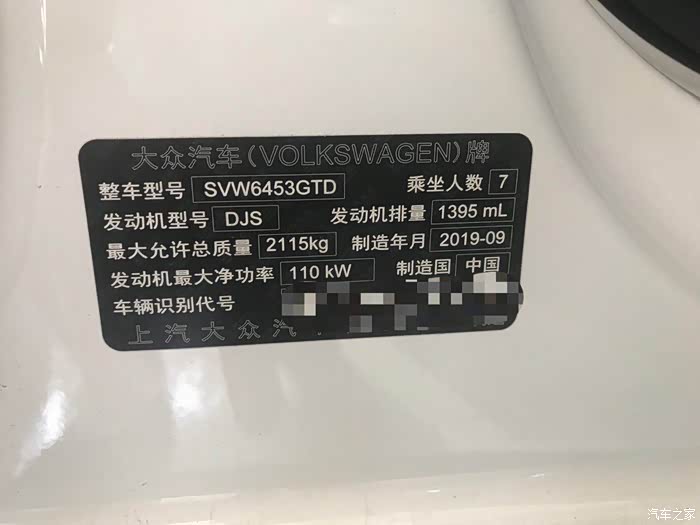 大众汽车(VOLKSWAGEN)牌
整车型号 SVW6453GTD 乘坐人数 7
发动机型号 DJS 发动机排量 1395 mL
最大允许总质量 2115kg 制造年月 2019-09
发动机最大净功率 110 kW 制造国 中国
车辆识别代号
上汽大众汽
汽车之家